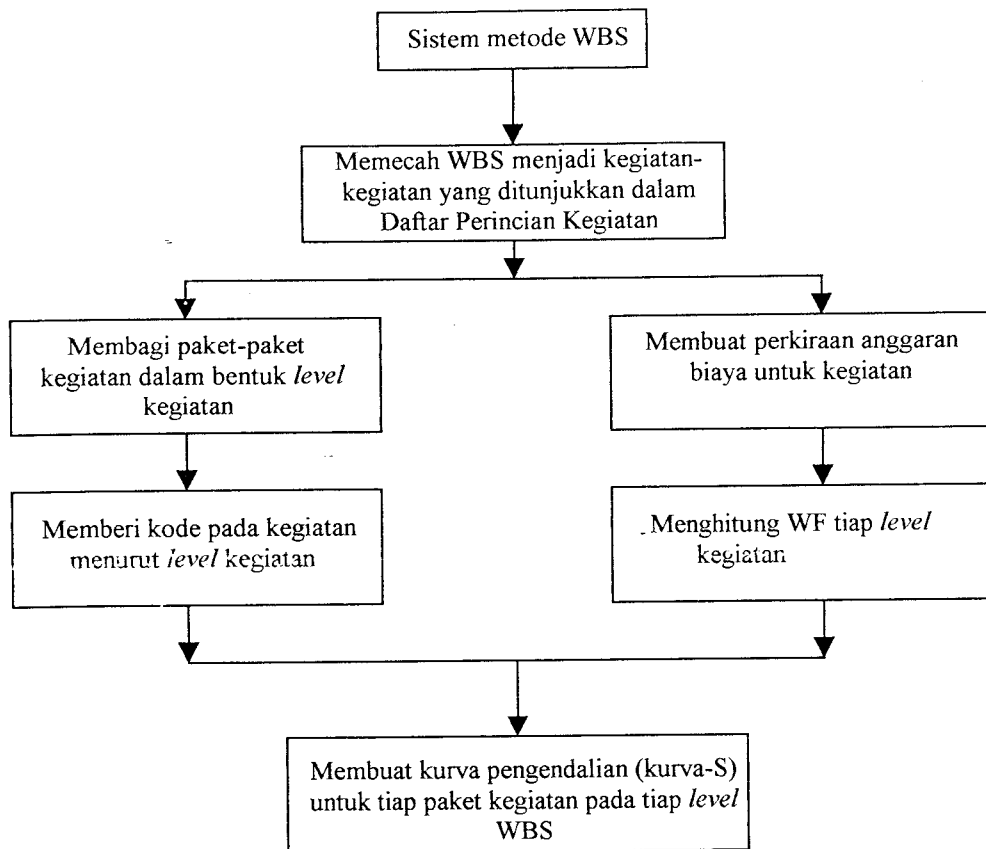 Sistem metode WBS
Memecah WBS menjadi kegiatan-
kegiatan yang ditunjukkan dalam
Daftar Perincian Kegiatan
Membagi paket-paket
kegiatan dalam bentuk level
kegiatan
Membuat perkiraan anggaran
biaya untuk kegiatan
Memberi kode pada kegiatan
menurut level kegiatan
Menghitung WF tiap level
kegiatan
Membuat kurva pengendalian (kurva-S)
untuk tiap paket kegiatan pada tiap level
WBS